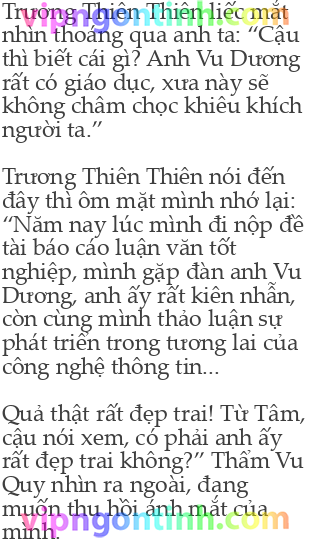 Trương Thiên Thiên liếc mắt
vipngontinh.com
nhìn thoáng qua anh ta: “Cậu
thì biết cái gì? Anh Vu Dương
rất có giáo dục, xưa này sẽ
không châm chọc khiêu khích
người ta.”
Trương Thiên Thiên nói đến
đây thì ôm mặt mình nhớ lại:
“Năm nay lúc mình đi nộp đề
tài báo cáo luận văn tốt
nghiệp, mình gặp đàn anh Vu
Dương, anh ấy rất kiên nhẫn,
còn cùng mình thảo luận sự
phát triển trong tương lai của
công nghệ thông tin...
Quả thật rất đẹp trai! Từ Tâm,
cậu nói xem, có phải anh ấy
rất đẹp trai không?” Thẩm Vu
Quy nhìn ra ngoài, đang
muốn thu hồi ánh mắt của
vipngontinh.com
mình.